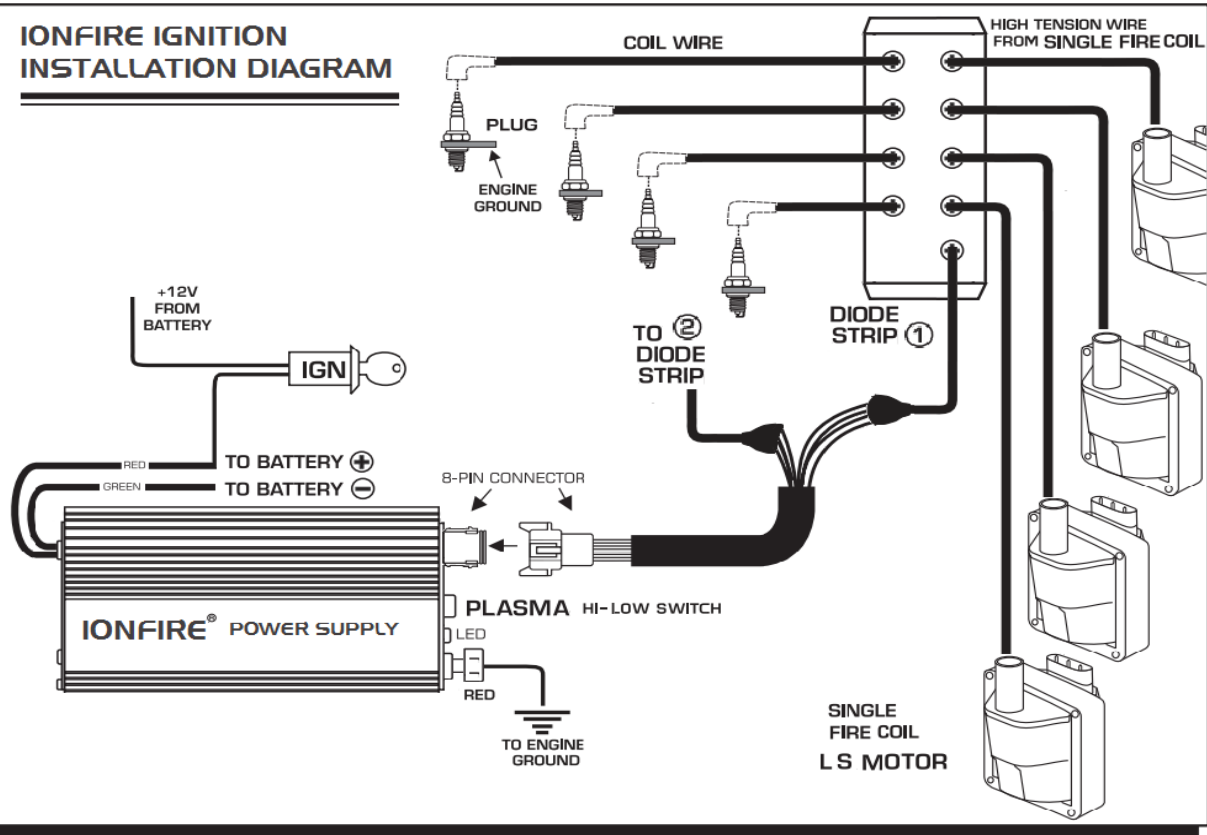 IONFIRE IGNITION
INSTALLATION DIAGRAM
COIL WIRE
HIGH TENSION WIRE
FROM SINGLE FIRE COIL
PLUG
ENGINE
GROUND
+12V
FROM
BATTERY
IGN
TO ②
DIODE
STRIP
DIODE
STRIP ①
RED
TO BATTERY ⊕
GREEN
TO BATTERY ⊖
8-PIN CONNECTOR
PLASMA HI-LOW SWITCH
IONFIRE® POWER SUPPLY
LED
RED
TO ENGINE
GROUND
SINGLE
FIRE COIL
LS MOTOR